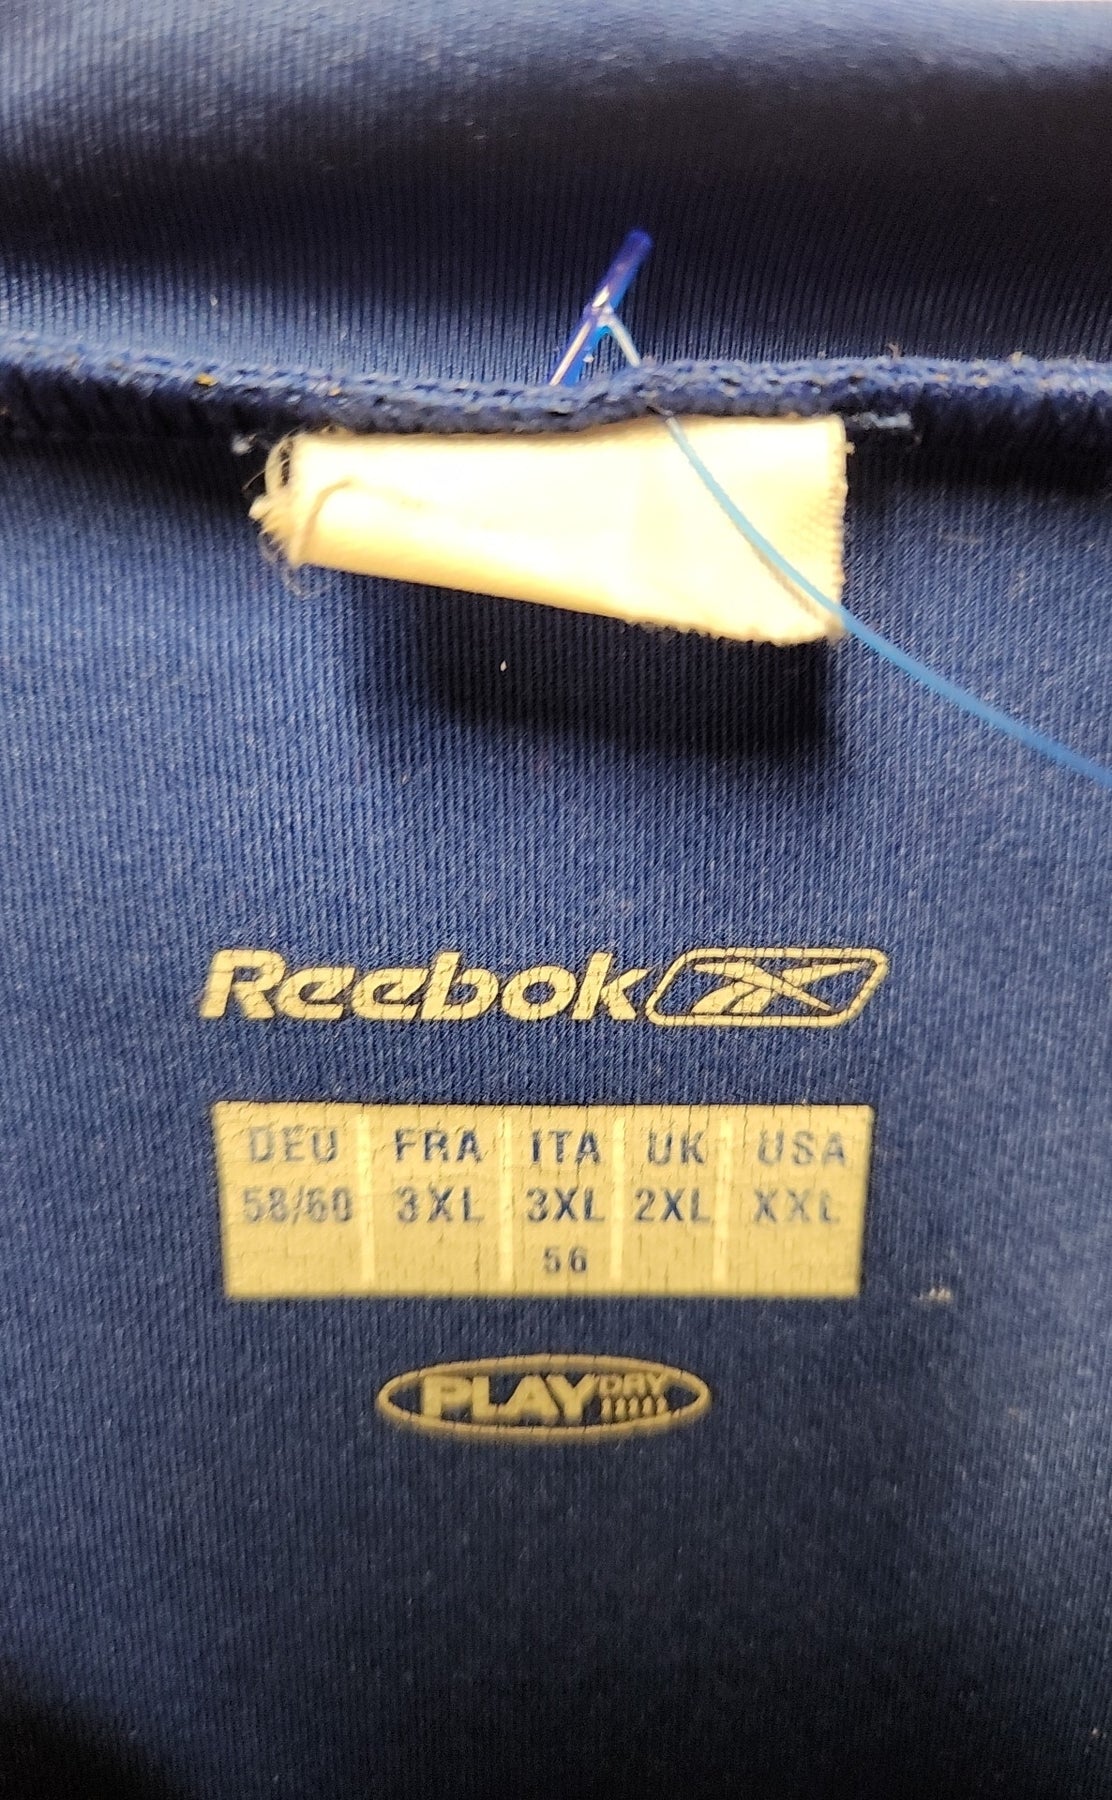 Reebok
DEU FRA ITA UK USA
58/60 3XL 3XL 2XL XXL
56
PLAY DRY